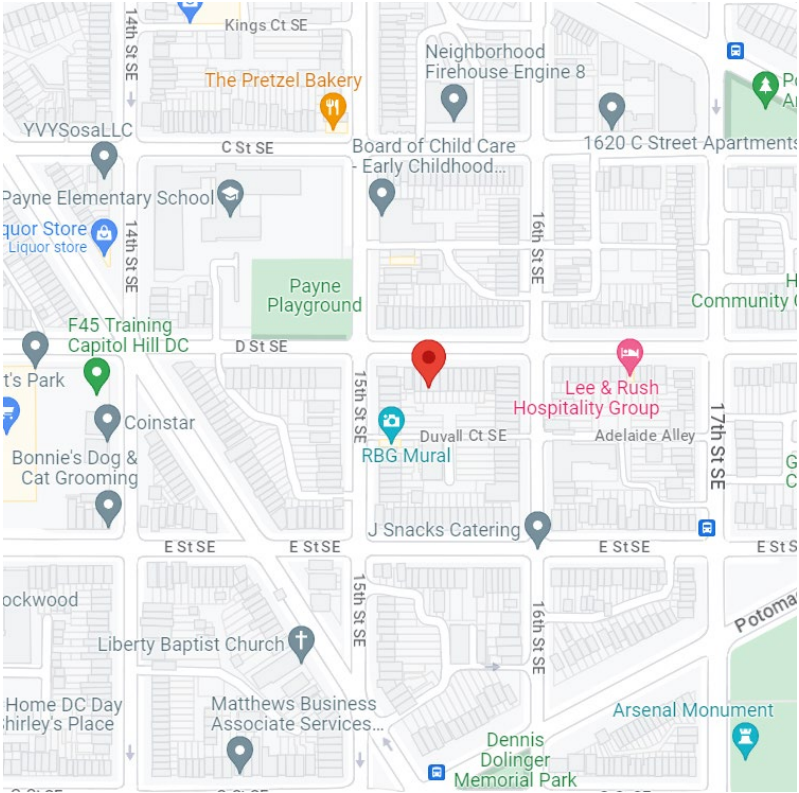 Kings Ct SE
14th St SE
Neighborhood
Firehouse Engine 8
The Pretzel Bakery
YVYSosaLLC
C St SE
Board of Child Care
- Early Childhood...
1620 C Street Apartments
Payne Elementary School
quor Store
Liquor store
14th St SE
16th St SE
Payne
Playground
Community
F45 Training
Capitol Hill DC
D St SE
t's Park
15th St SE
Lee & Rush
Hospitality Group
17th St SE
Coinstar
RBG Mural
Duvall Ct SE
Adelaide Alley
Bonnie's Dog &
Cat Grooming
J Snacks Catering
E St SE
E St SE
E St SE
E St S
ockwood
15th St SE
16th St SE
Potoma
Liberty Baptist Church
Home DC Day
hirley's Place
Matthews Business
Associate Services...
Arsenal Monument
Dennis
Dolinger
Memorial Park